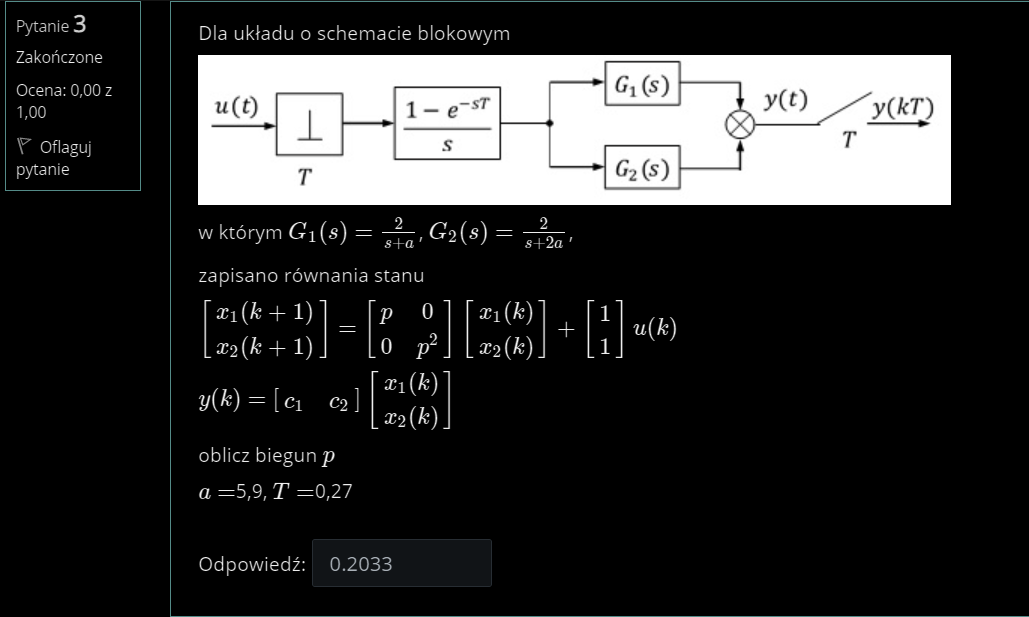 Pytanie 3
Zakończone
Ocena: 0,00 z
1,00
Oflaguj
pytanie
Dla układu o schemacie blokowym
u(t)
⊥
T
1 − e^{−sT}
s
G₁(s)
G₂(s)
y(t)
T
y(kT)
w którym G₁(s) = \frac{2}{s+a}, G₂(s) = \frac{2}{s+2a},
zapisano równania stanu
[x₁(k + 1); x₂(k + 1)] = [p 0; 0 p²] [x₁(k); x₂(k)] + [1; 1] u(k)
y(k) = [ c₁ c₂ ] [x₁(k); x₂(k)]
oblicz biegun p
a =5,9, T =0,27
Odpowiedź: 0.2033